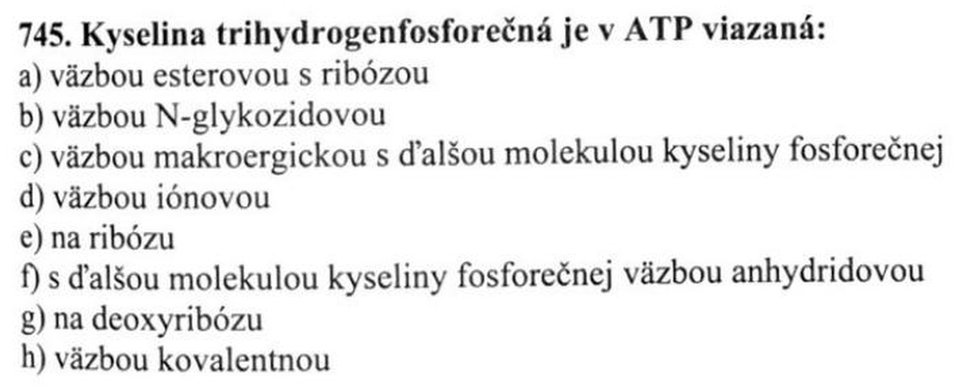 745. Kyselina trihydrogenfosforečná je v ATP viazaná:
a) väzbou esterovou s ribózou
b) väzbou N-glykozidovou
c) väzbou makroergickou s ďalšou molekulou kyseliny fosforečnej
d) väzbou iónovou
e) na ribózu
f) s ďalšou molekulou kyseliny fosforečnej väzbou anhydridovou
g) na deoxyribózu
h) väzbou kovalentnou